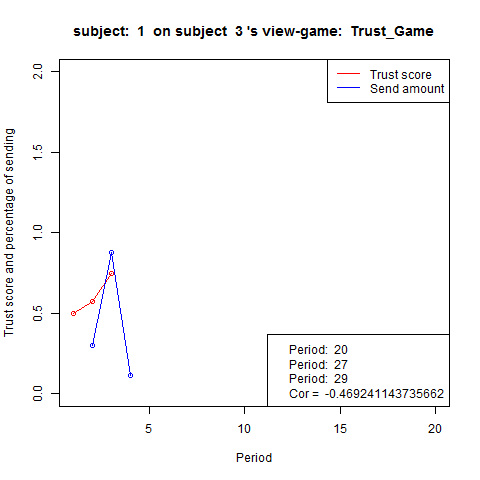 subject:  1  on subject  3 's view-game:  Trust_Game
Trust score
Send amount
Trust score and percentage of sending
2.0
1.5
1.0
0.5
0.0
Period:  20
Period:  27
Period:  29
Cor =  -0.469241143735662
5 10 15 20
Period